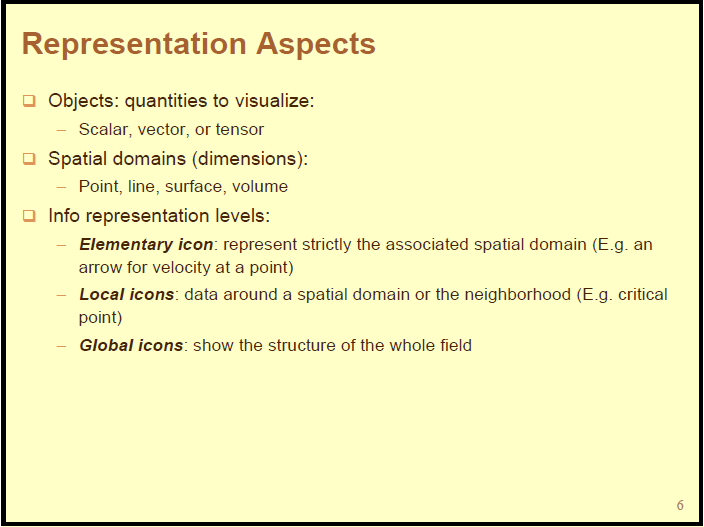 Representation Aspects
Objects: quantities to visualize:
– Scalar, vector, or tensor
Spatial domains (dimensions):
– Point, line, surface, volume
Info representation levels:
– Elementary icon: represent strictly the associated spatial domain (E.g. an
arrow for velocity at a point)
– Local icons: data around a spatial domain or the neighborhood (E.g. critical
point)
– Global icons: show the structure of the whole field
6